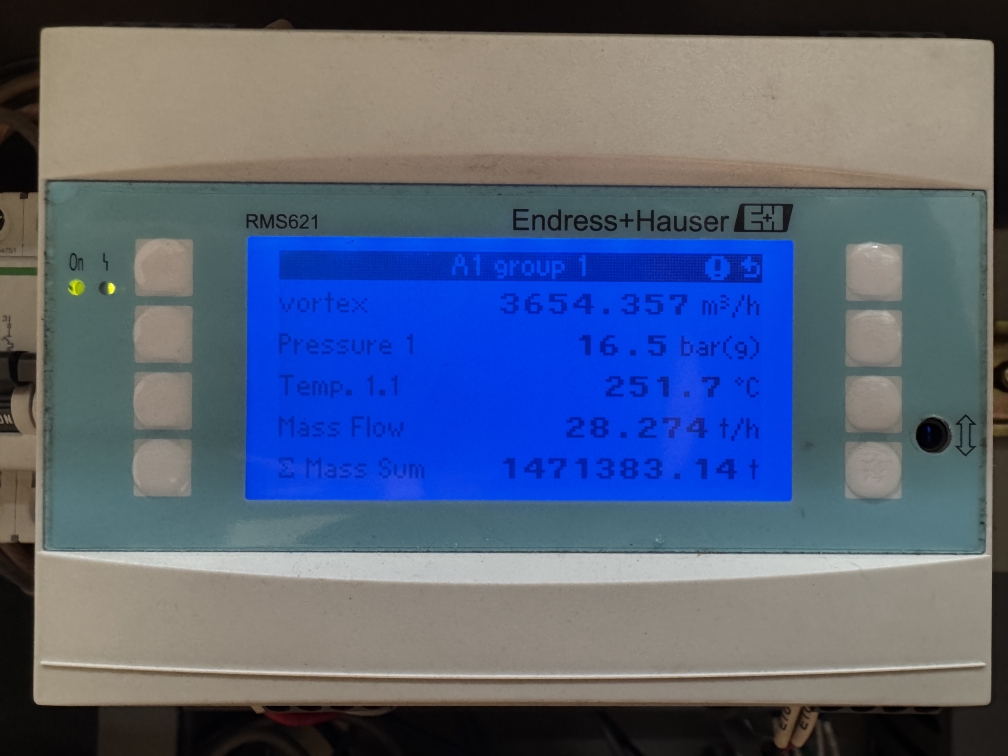 RMS621
Endress+Hauser
On
A1 group 1
vortex 3654.357 m³/h
Pressure 1 16.5 bar(g)
Temp. 1.1 251.7 °C
Mass Flow 28.274 t/h
Σ Mass Sum 1471383.14 t